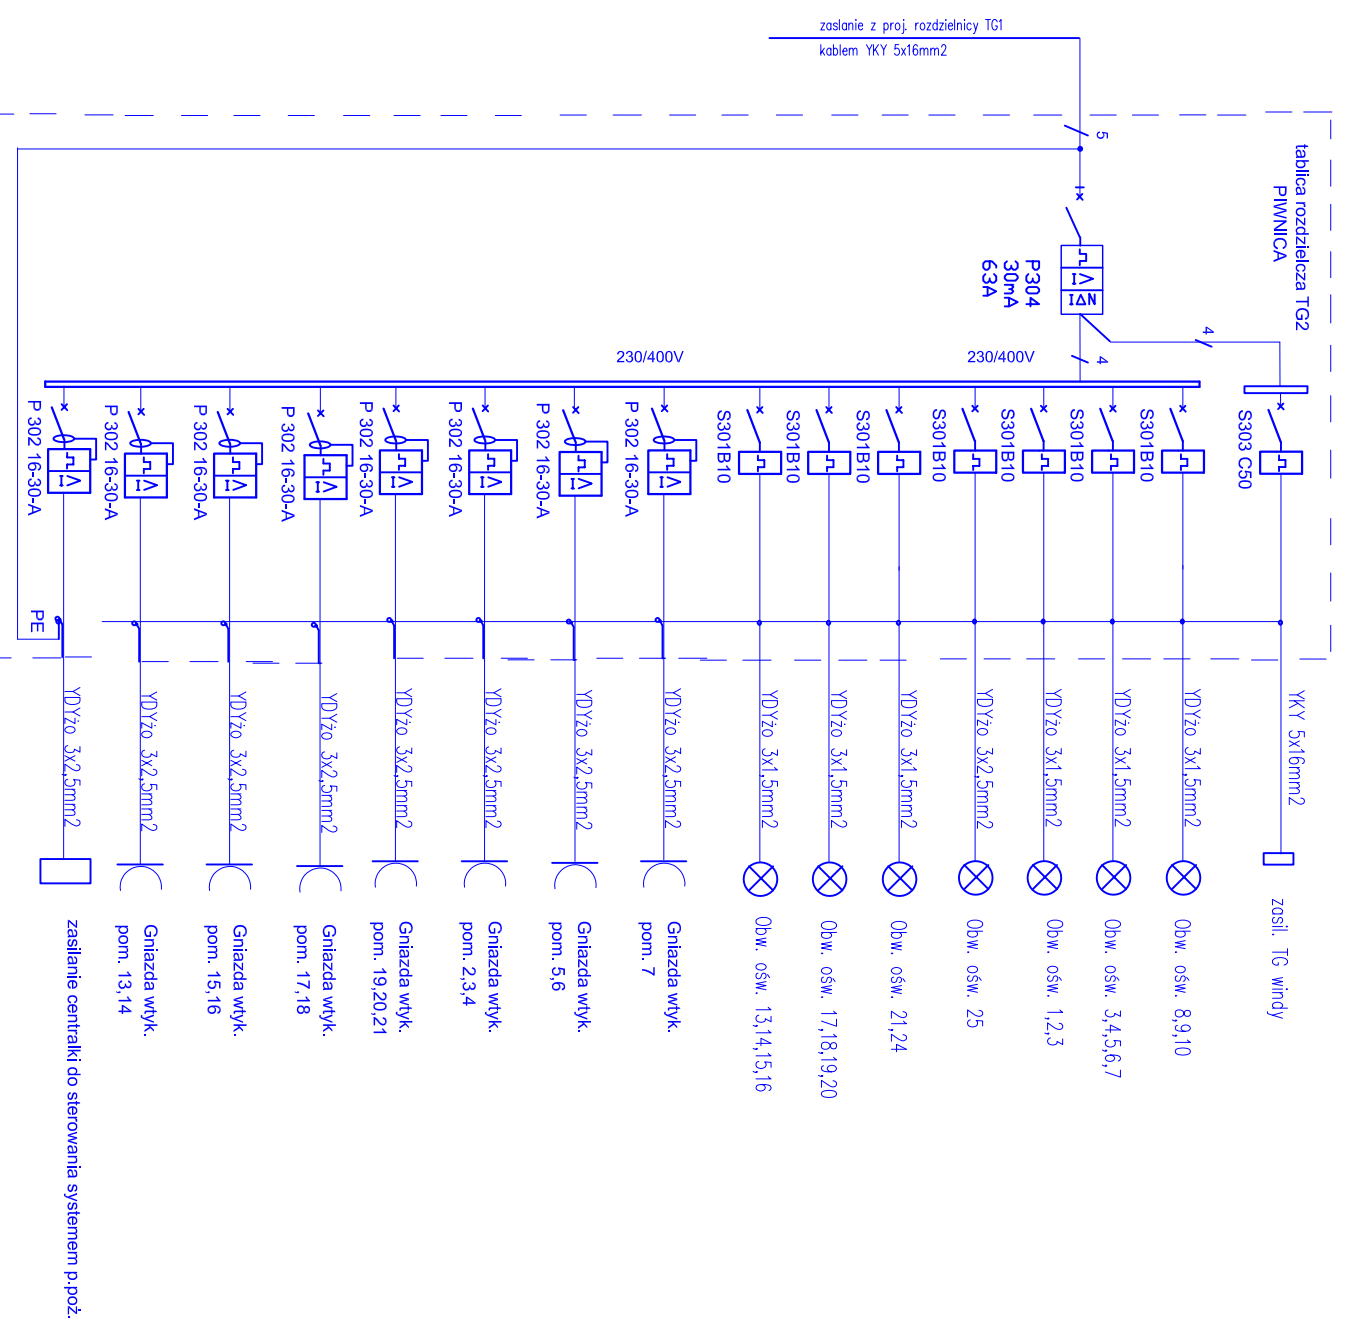 zaslanie z proj. rozdzielnicy TG1
kablem YKY 5x16mm2
5
tablica rozdzielcza TG2
PIWNICA
P304
30mA
63A
I>
I∆N
4
4
230/400V
230/400V
P 302 16-30-A
P 302 16-30-A
P 302 16-30-A
P 302 16-30-A
P 302 16-30-A
P 302 16-30-A
P 302 16-30-A
P 302 16-30-A
S301B10
S301B10
S301B10
S301B10
S301B10
S301B10
S301B10
S303 C50
I>
I>
I>
I>
I>
I>
I>
I>
PE
YDYżo 3x2,5mm2
YDYżo 3x2,5mm2
YDYżo 3x2,5mm2
YDYżo 3x2,5mm2
YDYżo 3x2,5mm2
YDYżo 3x2,5mm2
YDYżo 3x2,5mm2
YDYżo 3x2,5mm2
YDYżo 3x1,5mm2
YDYżo 3x1,5mm2
YDYżo 3x1,5mm2
YDYżo 3x2,5mm2
YDYżo 3x1,5mm2
YDYżo 3x1,5mm2
YDYżo 3x1,5mm2
YKY 5x16mm2
zasilanie centralki do sterowania systemem p.poż.
Gniazda wtyk.
pom. 13,14
Gniazda wtyk.
pom. 15,16
Gniazda wtyk.
pom. 17,18
Gniazda wtyk.
pom. 19,20,21
Gniazda wtyk.
pom. 2,3,4
Gniazda wtyk.
pom. 5,6
Gniazda wtyk.
pom. 7
Obw. ośw. 13,14,15,16
Obw. ośw. 17,18,19,20
Obw. ośw. 21,24
Obw. ośw. 25
Obw. ośw. 1,2,3
Obw. ośw. 3,4,5,6,7
Obw. ośw. 8,9,10
zasil. TG windy